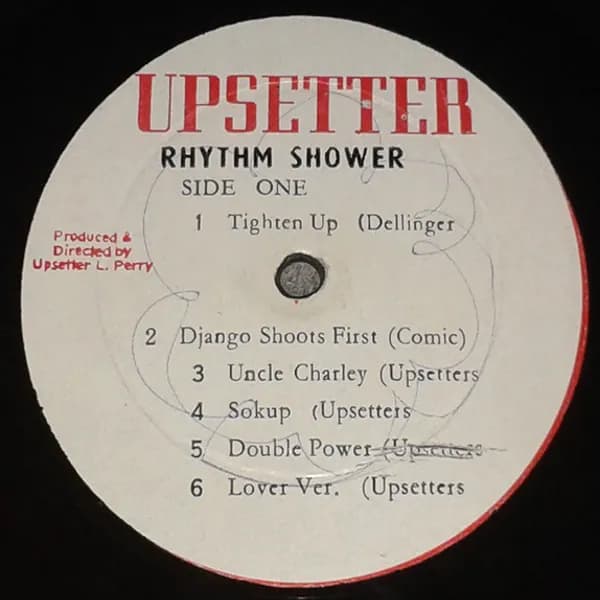 UPSETTER
RHYTHM SHOWER
SIDE ONE
1 Tighten Up (Dellinger
Produced &
Directed by
Upsetter L. Perry
2 Django Shoots First (Comic)
3 Uncle Charley (Upsetters
4 Sokup (Upsetters
5 Double Power (Upsetters
6 Lover Ver. (Upsetters